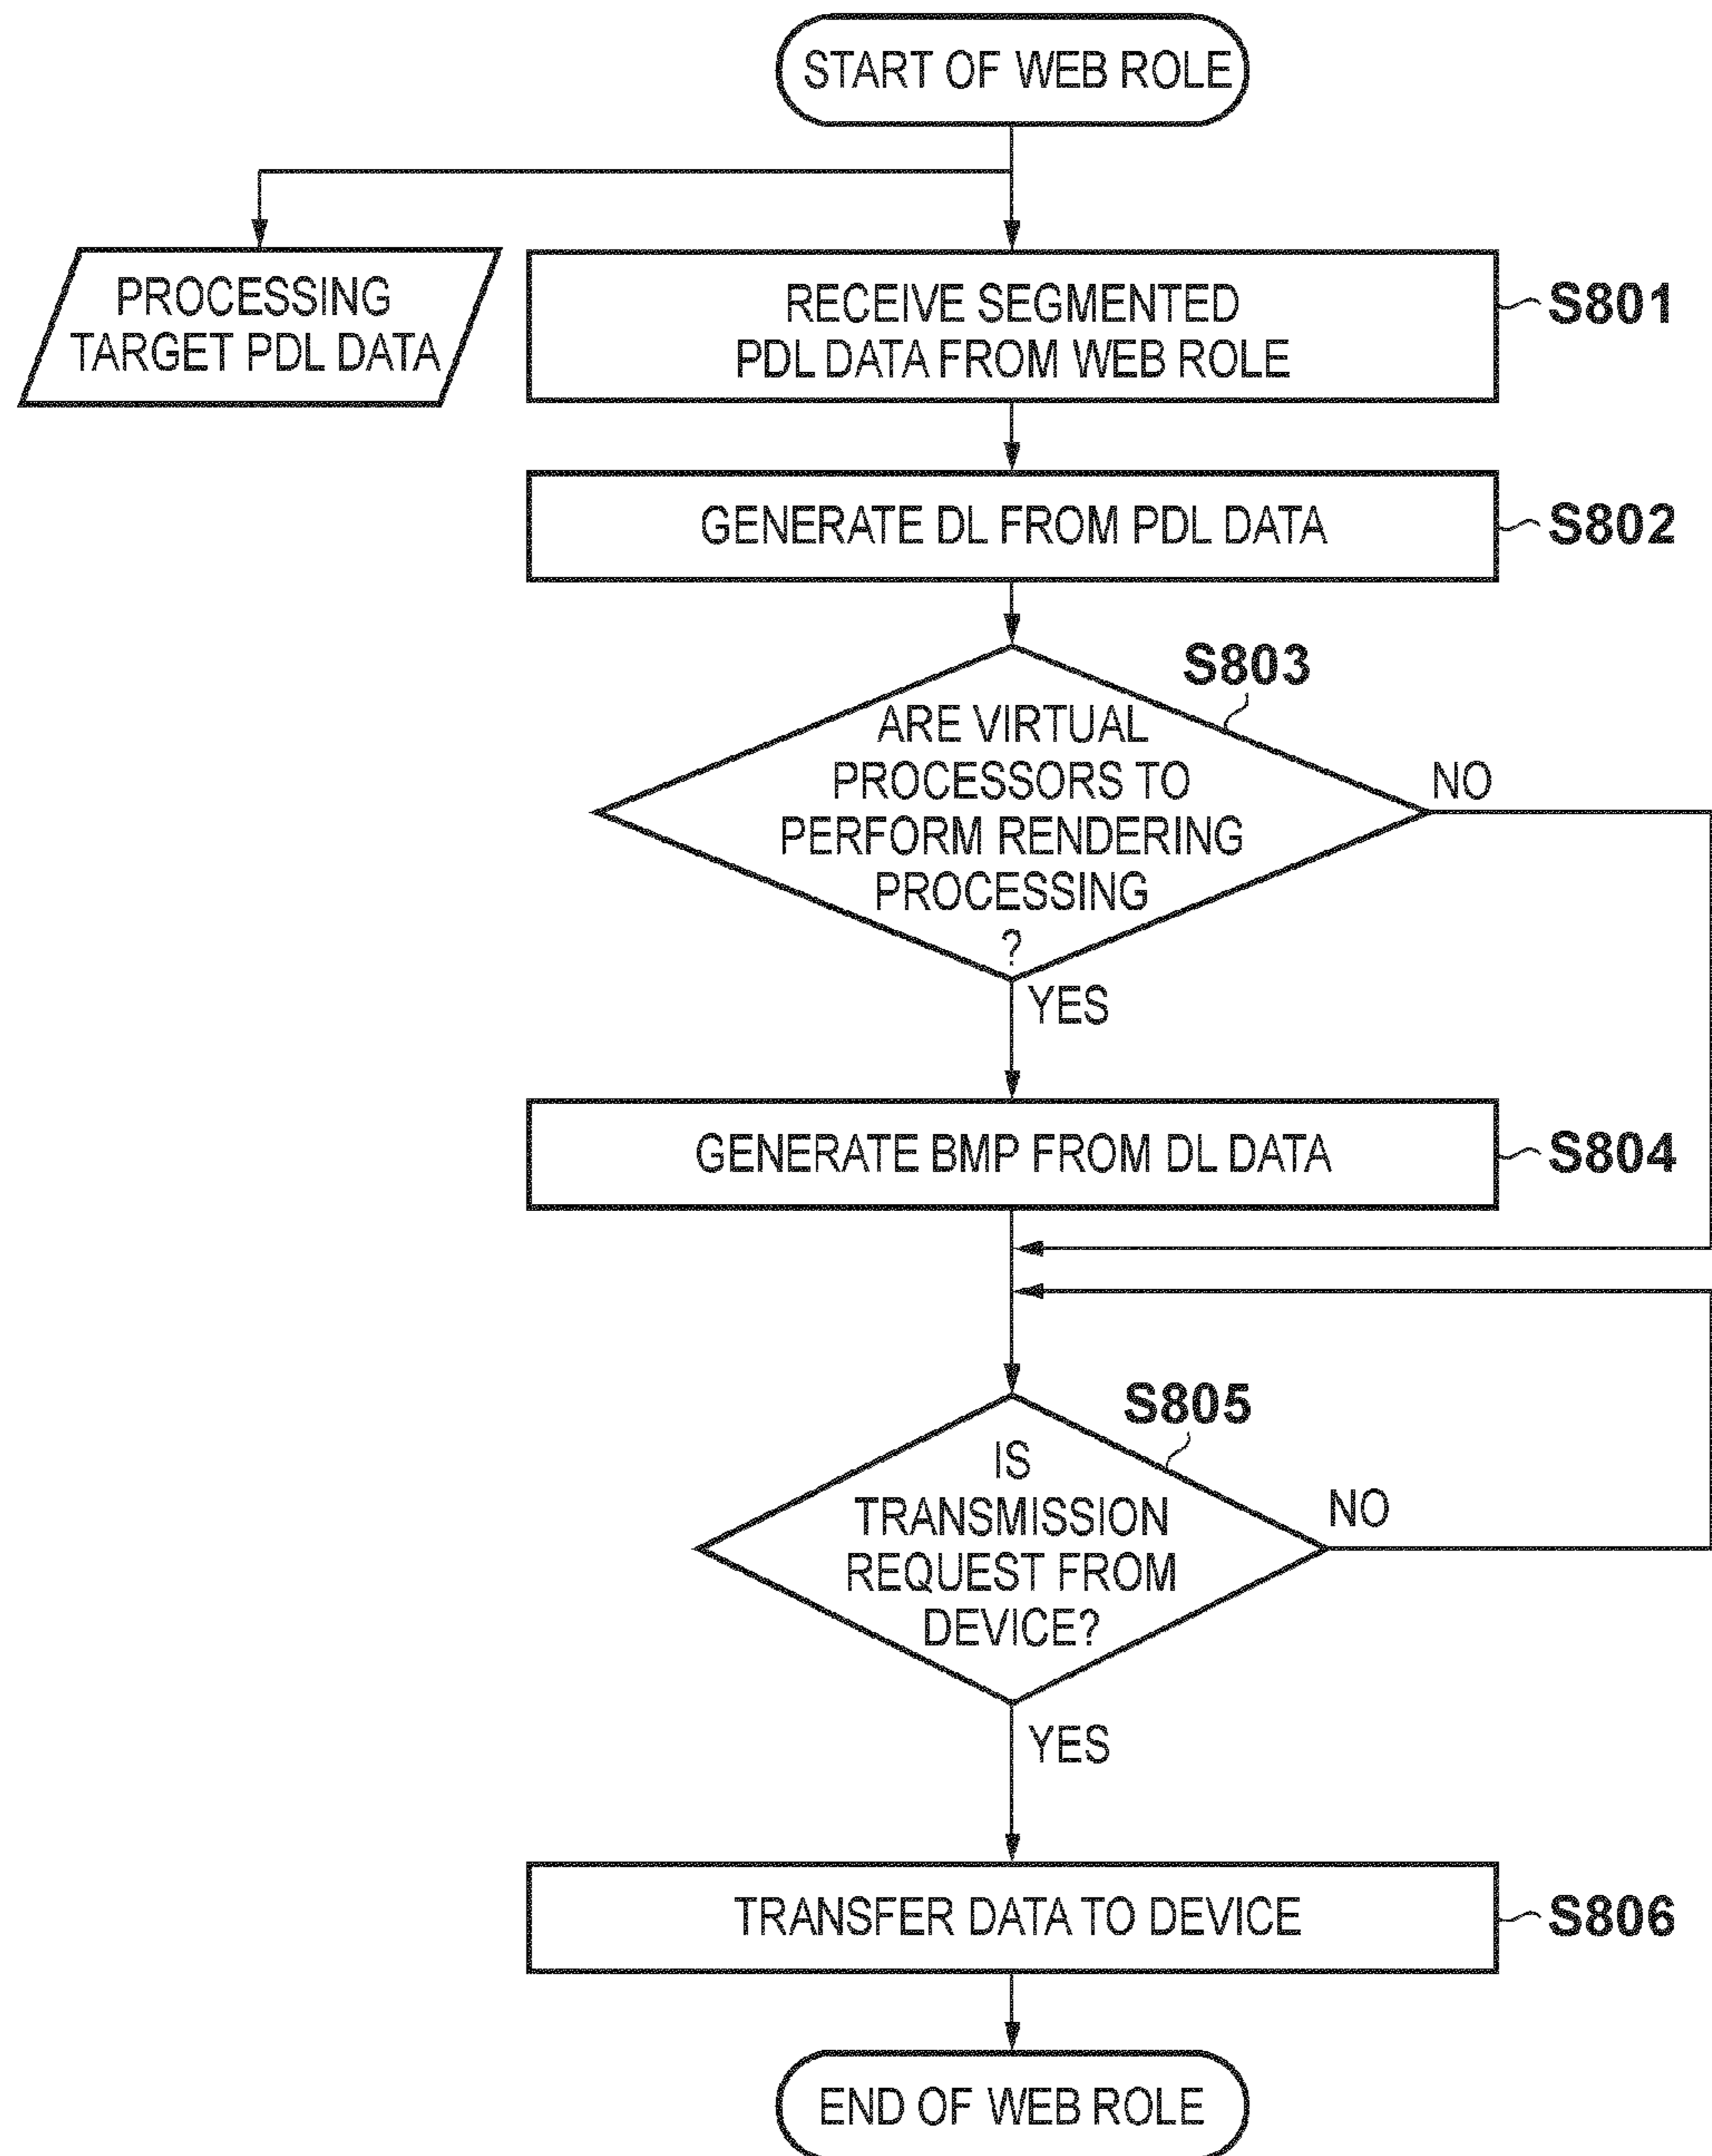 START OF WEB ROLE
PROCESSING
TARGET PDL DATA
RECEIVE SEGMENTED
PDL DATA FROM WEB ROLE
S801
GENERATE DL FROM PDL DATA
S802
S803
ARE VIRTUAL
PROCESSORS TO
PERFORM RENDERING
PROCESSING
?
NO
YES
GENERATE BMP FROM DL DATA
S804
S805
IS
TRANSMISSION
REQUEST FROM
DEVICE?
NO
YES
TRANSFER DATA TO DEVICE
S806
END OF WEB ROLE